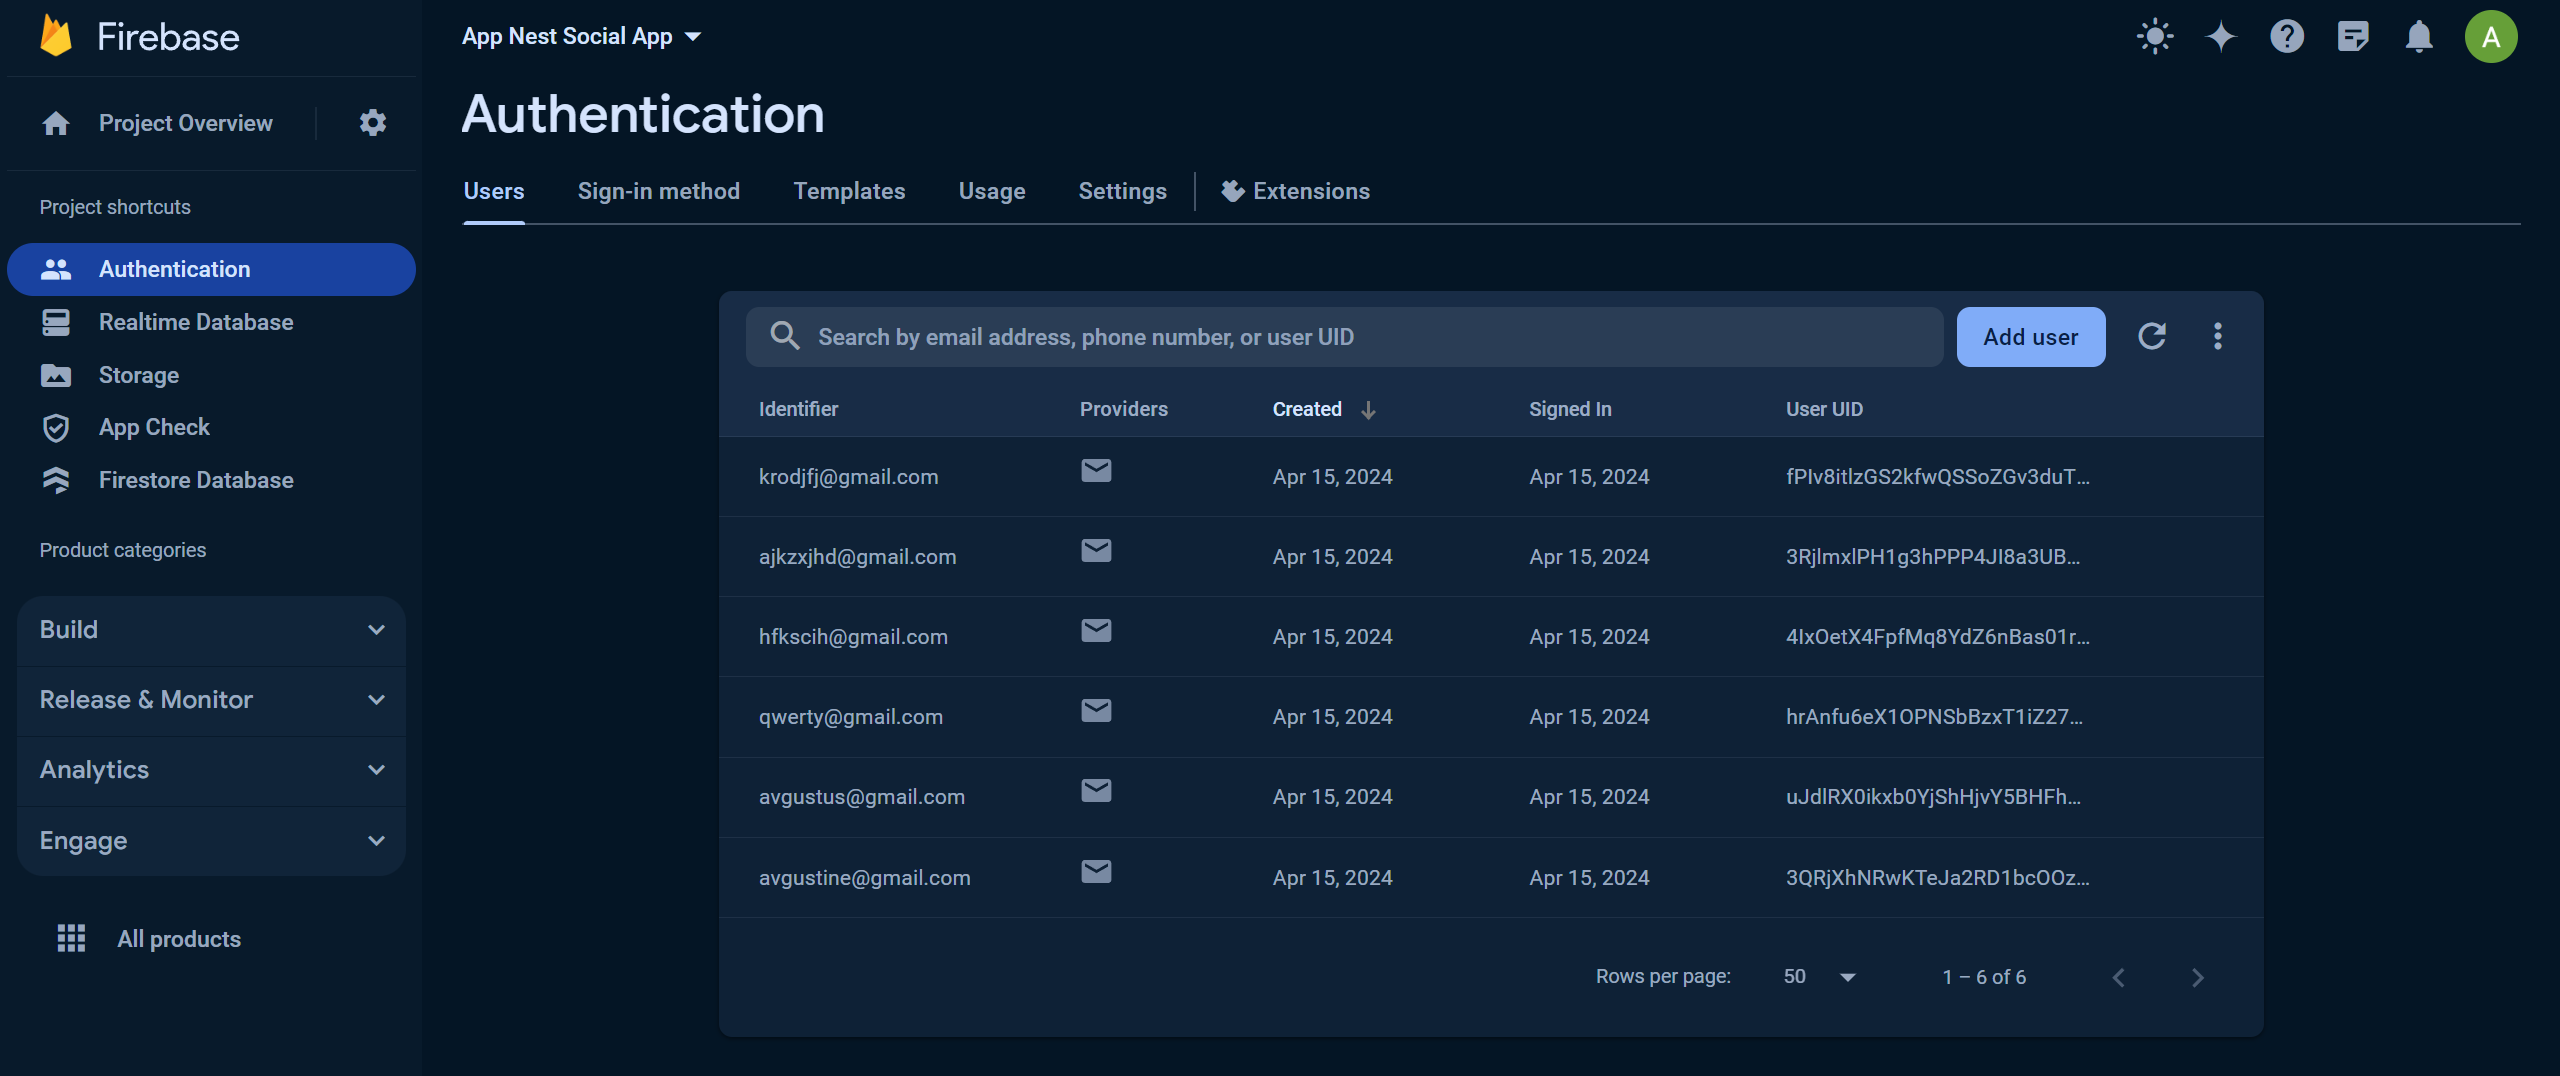 Firebase
Project Overview
Project shortcuts
Authentication
Realtime Database
Storage
App Check
Firestore Database
Product categories
Build
Release & Monitor
Analytics
Engage
All products
App Nest Social App
A
Authentication
Users Sign-in method Templates Usage Settings Extensions
Search by email address, phone number, or user UID Add user
Identifier Providers Created Signed In User UID
krodjfj@gmail.com Apr 15, 2024 Apr 15, 2024 fPIv8itlzGS2kfwQSSoZGv3duT...
ajkzxjhd@gmail.com Apr 15, 2024 Apr 15, 2024 3RjlmxlPH1g3hPPP4JI8a3UB...
hfkscih@gmail.com Apr 15, 2024 Apr 15, 2024 4IxOetX4FpfMq8YdZ6nBas01r...
qwerty@gmail.com Apr 15, 2024 Apr 15, 2024 hrAnfu6eX1OPNSbBzxT1iZ27...
avgustus@gmail.com Apr 15, 2024 Apr 15, 2024 uJdlRX0ikxb0YjShHjvY5BHFh...
avgustine@gmail.com Apr 15, 2024 Apr 15, 2024 3QRjXhNRwKTeJa2RD1bcOOz...
Rows per page: 50 1 – 6 of 6